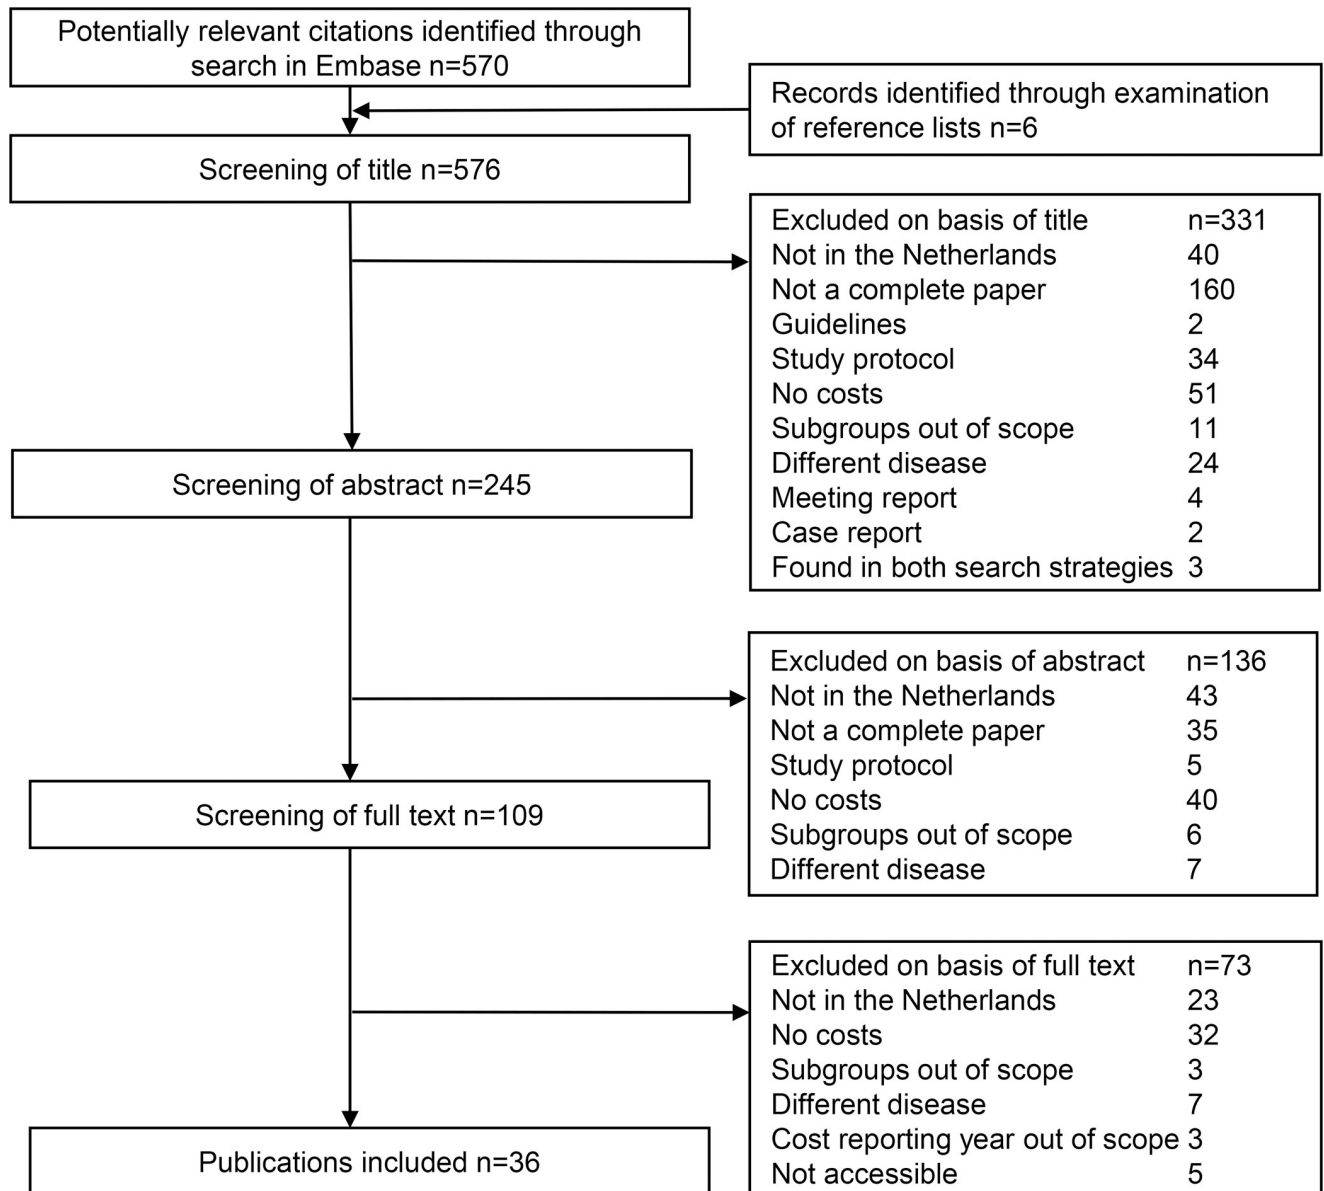 Potentially relevant citations identified through
search in Embase n=570
Records identified through examination
of reference lists n=6
Screening of title n=576
Excluded on basis of title n=331
Not in the Netherlands 40
Not a complete paper 160
Guidelines 2
Study protocol 34
No costs 51
Subgroups out of scope 11
Different disease 24
Meeting report 4
Case report 2
Found in both search strategies 3
Screening of abstract n=245
Excluded on basis of abstract n=136
Not in the Netherlands 43
Not a complete paper 35
Study protocol 5
No costs 40
Subgroups out of scope 6
Different disease 7
Screening of full text n=109
Excluded on basis of full text n=73
Not in the Netherlands 23
No costs 32
Subgroups out of scope 3
Different disease 7
Cost reporting year out of scope 3
Not accessible 5
Publications included n=36